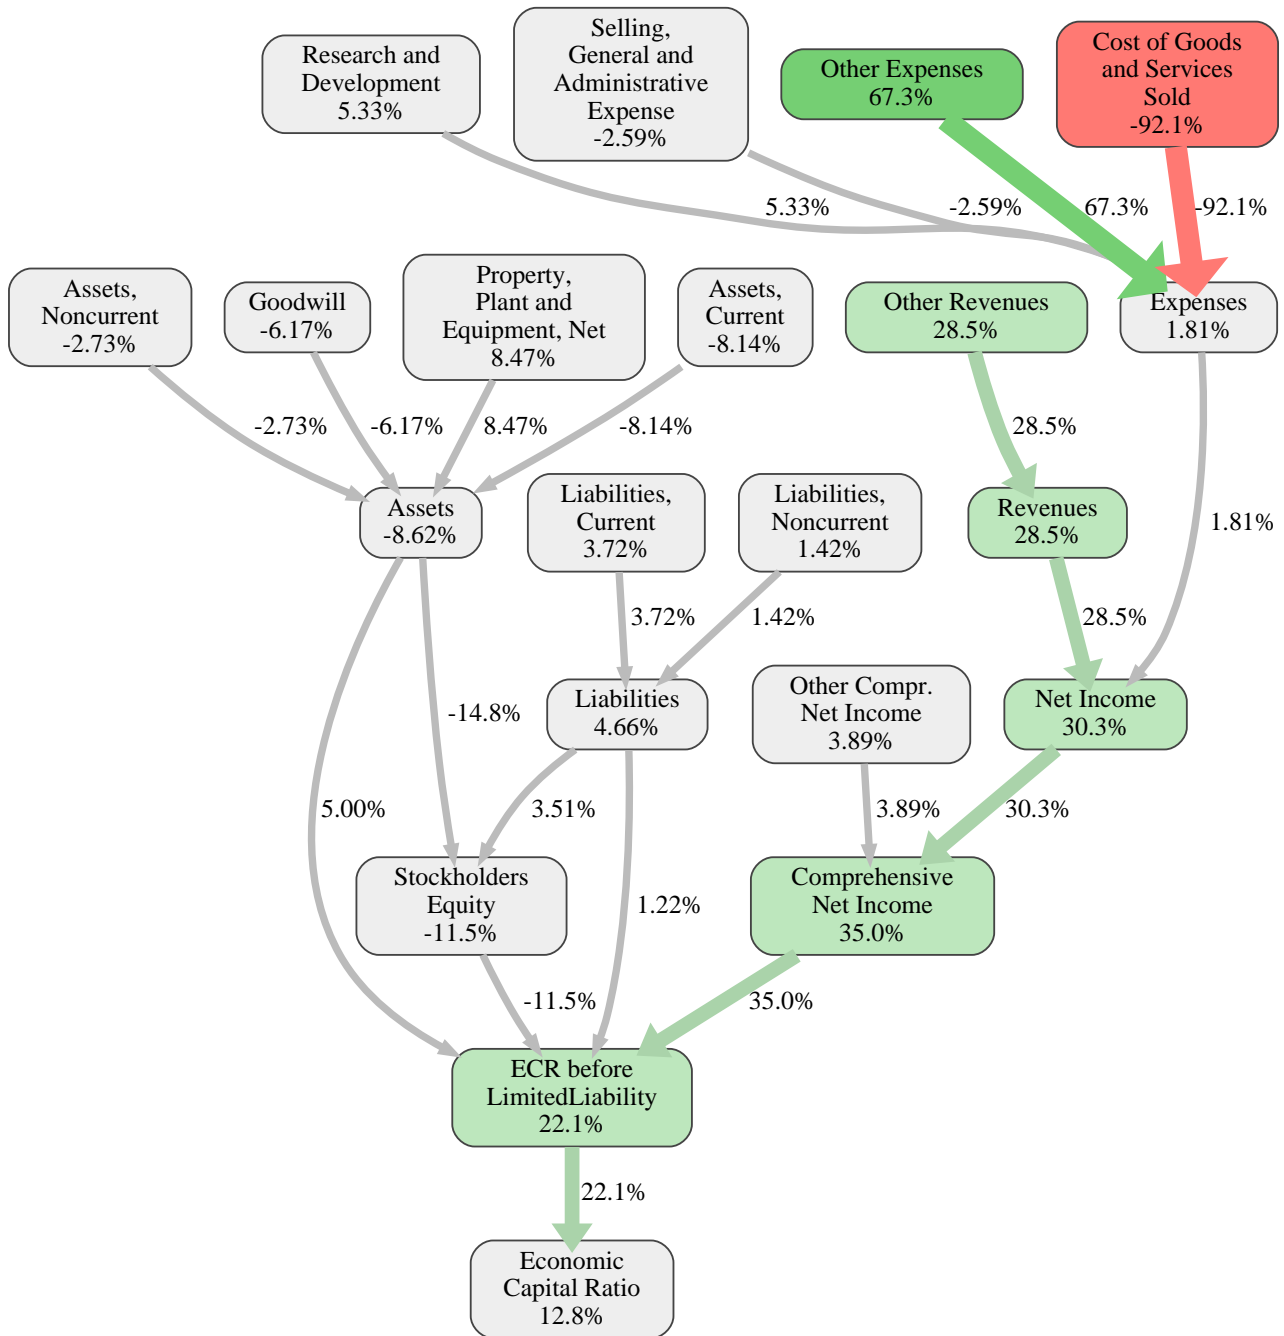 Research and
Development
5.33%
Selling,
General and
Administrative
Expense
-2.59%
Other Expenses
67.3%
Cost of Goods
and Services
Sold
-92.1%
5.33%
-2.59%
67.3%
-92.1%
Assets,
Noncurrent
-2.73%
Goodwill
-6.17%
Property,
Plant and
Equipment, Net
8.47%
Assets,
Current
-8.14%
Other Revenues
28.5%
Expenses
1.81%
-2.73%
-6.17%
8.47%
-8.14%
28.5%
Assets
-8.62%
Liabilities,
Current
3.72%
Liabilities,
Noncurrent
1.42%
Revenues
28.5%
1.81%
3.72%
1.42%
28.5%
-14.8%
Liabilities
4.66%
Other Compr.
Net Income
3.89%
Net Income
30.3%
5.00%
3.51%
3.89%
30.3%
Stockholders
Equity
-11.5%
1.22%
Comprehensive
Net Income
35.0%
-11.5%
35.0%
ECR before
LimitedLiability
22.1%
22.1%
Economic
Capital Ratio
12.8%